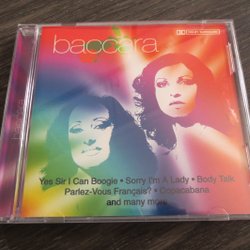 baccara
Yes Sir I Can Boogie • Sorry I'm A Lady • Body Talk
Parlez-Vous Français? • Copacabana
and many more